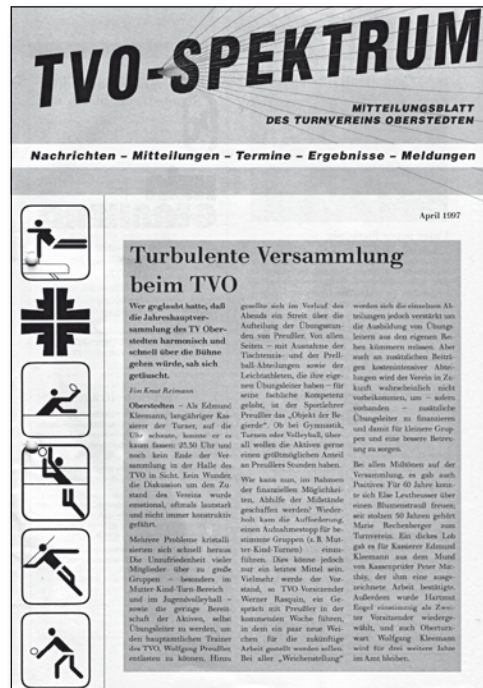 TVO-SPEKTRUM
MITTEILUNGSBLATT
DES TURNVEREINS OBERSTEDTEN
Nachrichten – Mitteilungen – Termine – Ergebnisse – Meldungen
April 1997
Turbulente Versammlung
beim TVO
Wer geglaubt hatte, daß
die Jahreshauptver-
sammlung des TV Ober-
stedten harmonisch und
schnell über die Bühne
gehen würde, sah sich
getäuscht.
Von Knut Reimann
Oberstedten – Als Edmund
Kleemann, langjähriger Kas-
sierer der Turner, auf die
Uhr schaute, konnte er es
kaum fassen: 23.50 Uhr und
noch kein Ende der Ver-
sammlung in der Halle des
TVO in Sicht. Kein Wunder,
die Diskussion um den Zu-
stand des Vereins wurde
emotional, oftmals lautstark
und nicht immer konstruktiv
geführt.
Mehrere Probleme kristalli-
sierten sich schnell heraus
Die Unzufriedenheit vieler
Mitglieder über zu große
Gruppen – besonders im
Mutter-Kind-Turn-Bereich
und im Jugendvolleyball –
sowie die geringe Bereit-
schaft der Aktiven, selbst
Übungsleiter zu werden, um
den hauptamtlichen Trainer
des TVO, Wolfgang Preußler,
entlasten zu können. Hinzu
gesellte sich im Verlauf des
Abends ein Streit über die
Aufteilung der Übungsstun-
den von Preußler. Von allen
Seiten – mit Ausnahme der
Tischtennis- und der Prell-
ball-Abteilungen sowie der
Leichtathleten, die ihre eige-
nen Übungsleiter haben – für
seine fachliche Kompetenz
gelobt, ist der Sportlehrer
Preußler das „Objekt der Be-
gierde“. Ob bei Gymnastik,
Turnen oder Volleyball, über-
all wollen die Aktiven gerne
einen größtmöglichen Anteil
an Preußlers Stunden haben.
Wie kann nun, im Rahmen
der finanziellen Möglichkei-
ten, Abhilfe der Mißstände
geschaffen werden? Wieder-
holt kam die Aufforderung,
einen Aufnahmestopp für be-
stimmte Gruppen (z.B. Mut-
ter-Kind-Turnen) einzu-
führen. Dies könne jedoch
nur ein letztes Mittel sein.
Vielmehr werde der Vor-
stand, so TVO-Vorsitzender
Werner Rasquin, ein Ge-
spräch mit Preußler in der
kommenden Woche führen,
in dem ein paar neue Wei-
chen für die zukünftige
Arbeit gestellt werden sollen.
Bei aller „Weichenstellung“
werden sich die einzelnen Ab-
teilungen jedoch verstärkt um
die Ausbildung von Übungs-
leitern aus den eigenen Rei-
hen kümmern müssen. Aber
auch an zusätzlichen Beiträ-
gen kostenintensiver Abtei-
lungen wird der Verein in Zu-
kunft wahrscheinlich nicht
vorbeikommen, um – sofern
vorhanden – zusätzliche
Übungsleiter zu finanzieren
und damit für kleinere Grup-
pen und eine bessere Betreu-
ung zu sorgen.
Bei allen Mißtönen auf der
Versammlung, es gab auch
Positives: Für 60 Jahre konn-
te sich Else Leutheusser über
einen Blumenstrauß freuen,
seit stolzen 50 Jahren gehört
Marie Rechenberger zum
Turnverein. Ein dickes Lob
gab es für Kassierer Edmund
Kleemann aus dem Mund
von Kassenprüfer Peter Mat-
thäy, der ihm eine ausge-
zeichnete Arbeit bestätigte.
Außerdem wurde Hartmut
Engel einstimmig als Zwei-
ter Vorsitzender wiederge-
wählt, und auch Oberturn-
wart Wolfgang Kleemann
wird für drei weitere Jahre
im Amt bleiben.